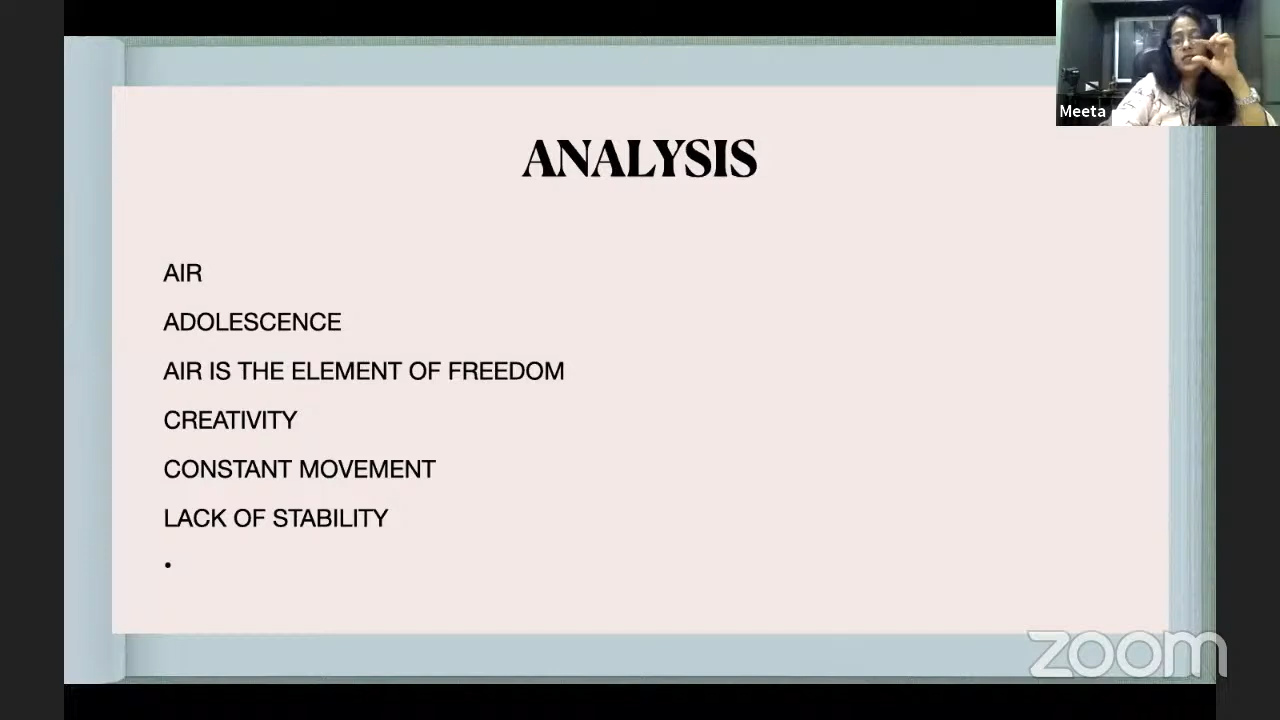 Meeta
ANALYSIS
AIR
ADOLESCENCE
AIR IS THE ELEMENT OF FREEDOM
CREATIVITY
CONSTANT MOVEMENT
LACK OF STABILITY
•
zoom